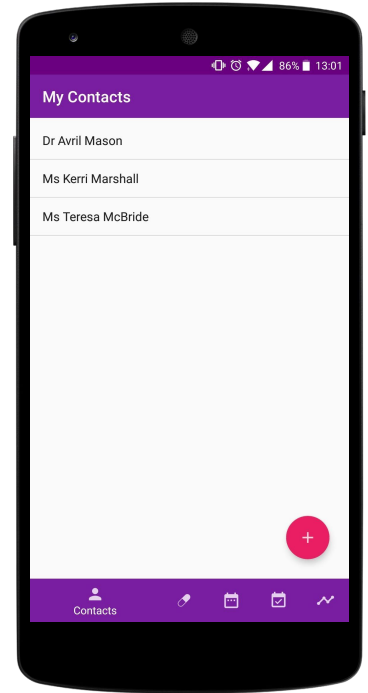 86% 13:01
My Contacts
Dr Avril Mason
Ms Kerri Marshall
Ms Teresa McBride
+
Contacts